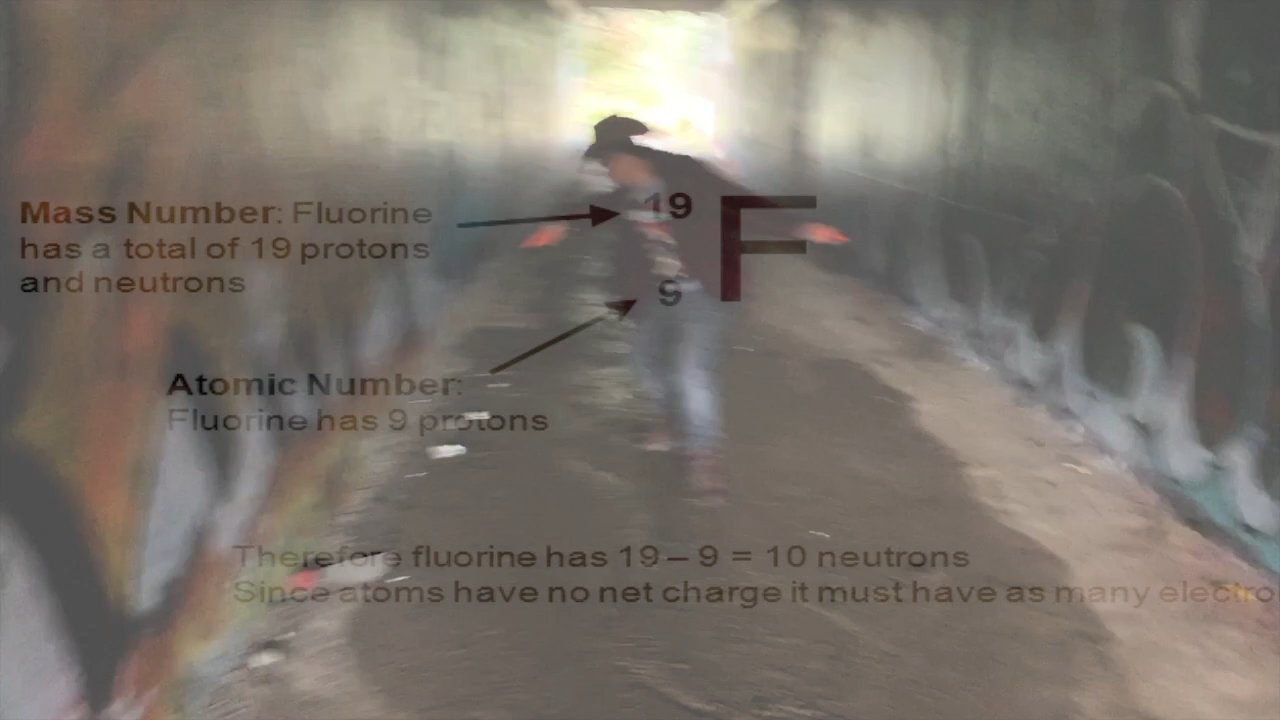 Mass Number: Fluorine
has a total of 19 protons
and neutrons
19
F
9
Atomic Number:
Fluorine has 9 protons
Therefore fluorine has 19 – 9 = 10 neutrons
Since atoms have no net charge it must have as many electro